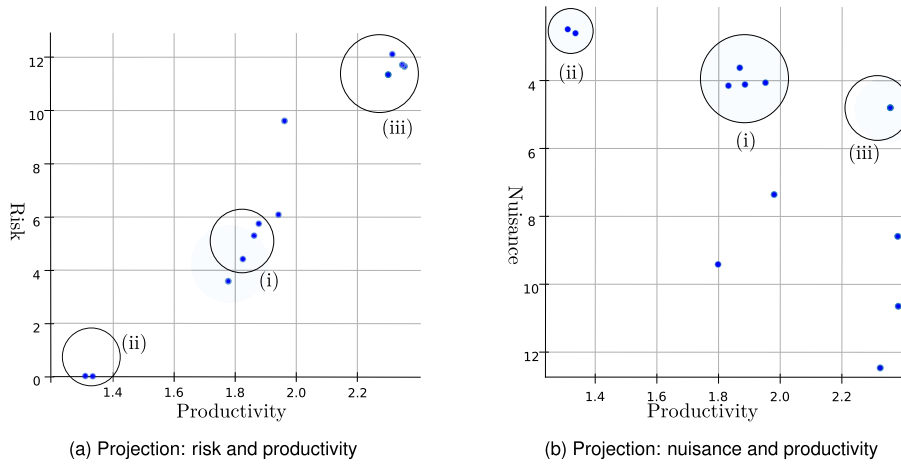 12
10
8
6
4
2
0
1.4
1.6
1.8
2.0
2.2
Risk
Productivity
(iii)
(i)
(ii)
(a) Projection: risk and productivity
4
6
8
10
12
1.4
1.6
1.8
2.0
2.2
Nuisance
Productivity
(ii)
(i)
(iii)
(b) Projection: nuisance and productivity